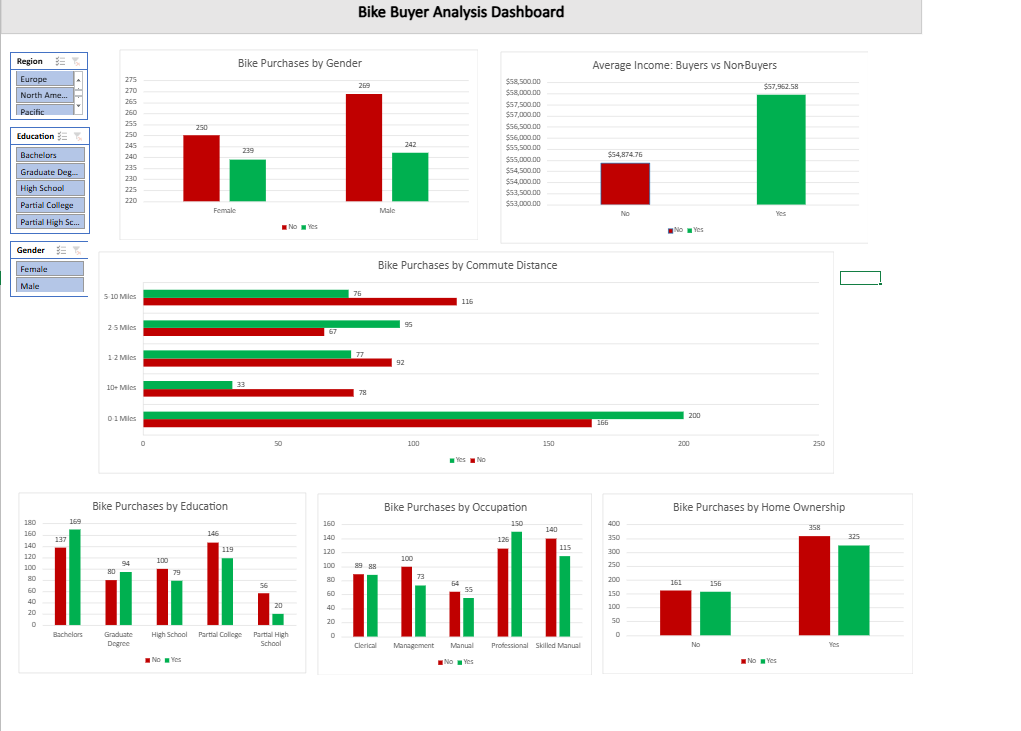 Bike Buyer Analysis Dashboard
Region
Europe
North Ame...
Pacific
Education
Bachelors
Graduate Deg...
High School
Partial College
Partial High Sc...
Gender
Female
Male
Bike Purchases by Gender
275
270
265
260
255
250
245
240
235
230
225
220
250
239
269
242
Female
Male
No
Yes
Average Income: Buyers vs Non-Buyers
$58,500.00
$58,000.00
$57,500.00
$57,000.00
$56,500.00
$56,000.00
$55,500.00
$55,000.00
$54,500.00
$54,000.00
$53,500.00
$53,000.00
$54,874.76
$57,962.58
No
Yes
No
Yes
Bike Purchases by Commute Distance
5-10 Miles
76
116
2-5 Miles
95
67
1-2 Miles
77
92
10+ Miles
33
78
0-1 Miles
200
166
0 50 100 150 200 250
Yes
No
Bike Purchases by Education
180
160
140
120
100
80
60
40
20
0
137
169
80
94
100
79
146
119
56
20
Bachelors
Graduate
Degree
High School
Partial College
Partial High
School
No
Yes
Bike Purchases by Occupation
160
140
120
100
80
60
40
20
0
89
88
100
73
64
55
126
150
140
115
Clerical
Management
Manual
Professional
Skilled Manual
No
Yes
Bike Purchases by Home Ownership
400
350
300
250
200
150
100
50
0
161
156
358
325
No
Yes
No
Yes